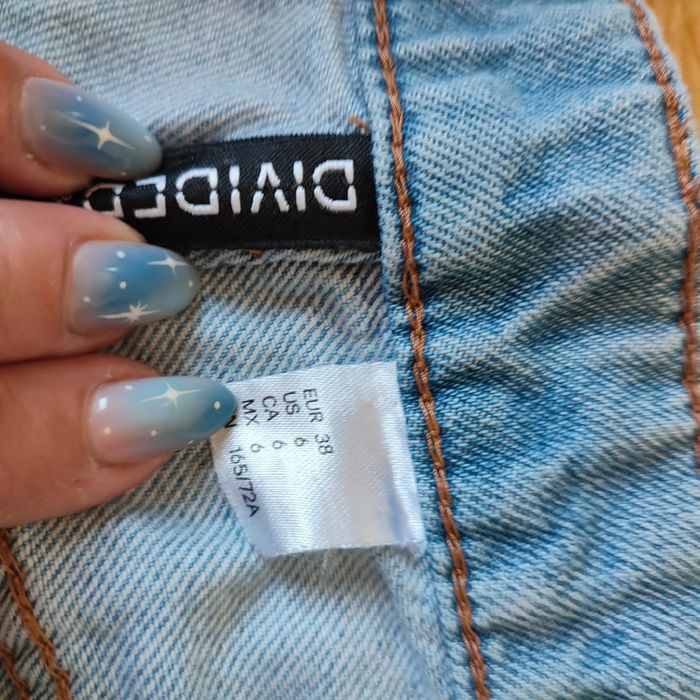 DIVIDED
EUR 38
US 6
CA 6
MX 6
N 165/72A